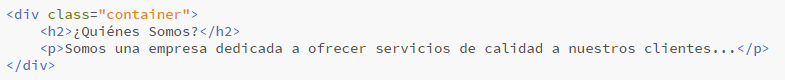 <div class="container">
    <h2>¿Quiénes Somos?</h2>
    <p>Somos una empresa dedicada a ofrecer servicios de calidad a nuestros clientes...</p>
</div>